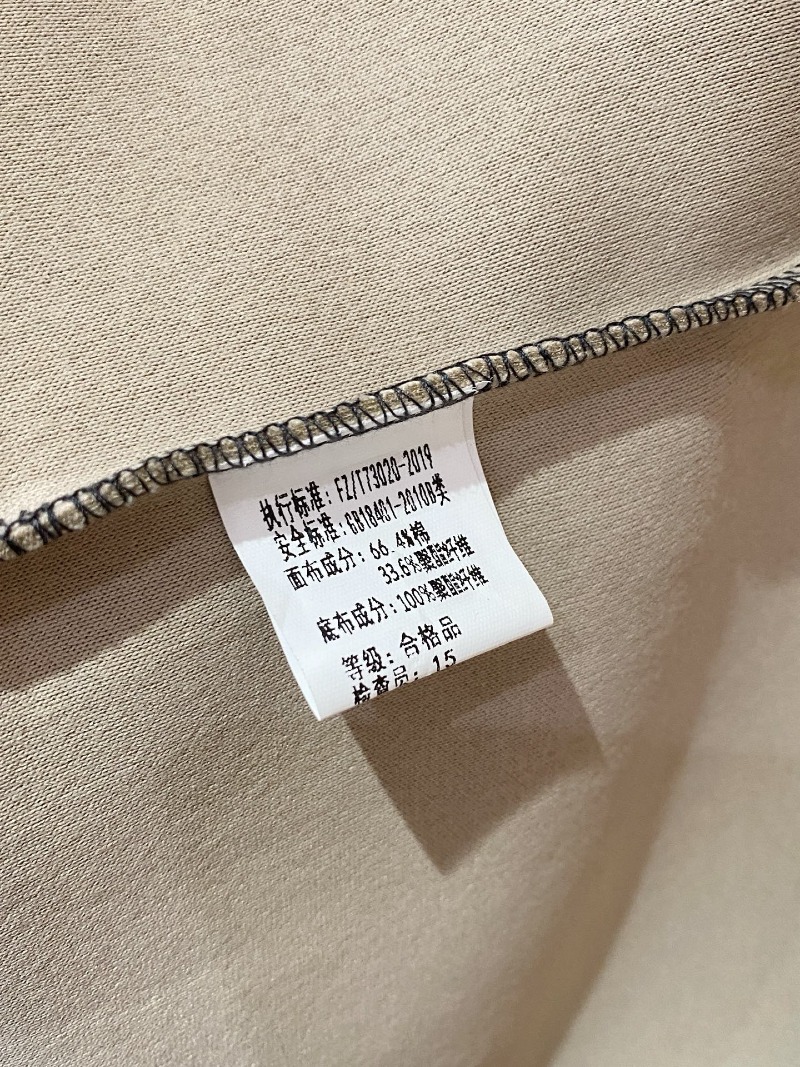 执行标准：FZ/T73020-2019
安全标准：GB18401-2010B类
面布成分：66.4%棉
33.6%聚酯纤维
底布成分：100%聚酯纤维
等级：合格品
检查员：15